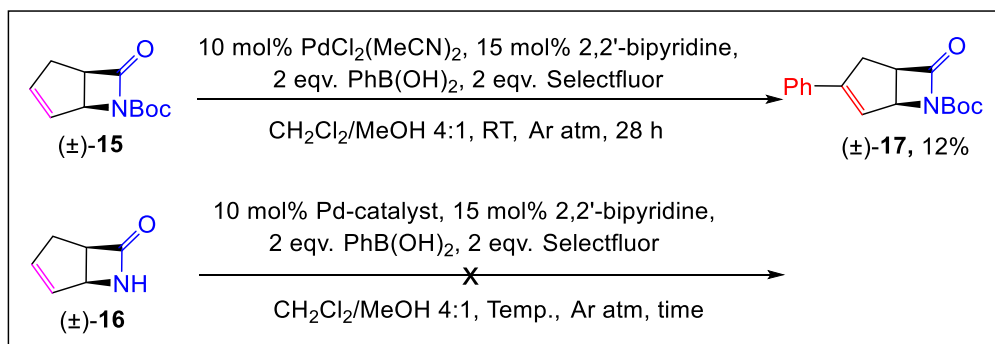 10 mol% PdCl₂(MeCN)₂, 15 mol% 2,2'-bipyridine,
2 eqv. PhB(OH)₂, 2 eqv. Selectfluor
CH₂Cl₂/MeOH 4:1, RT, Ar atm, 28 h
O
NBoc
(±)-15
Ph
O
NBoc
(±)-17, 12%
10 mol% Pd-catalyst, 15 mol% 2,2'-bipyridine,
2 eqv. PhB(OH)₂, 2 eqv. Selectfluor
X
CH₂Cl₂/MeOH 4:1, Temp., Ar atm, time
O
NH
(±)-16